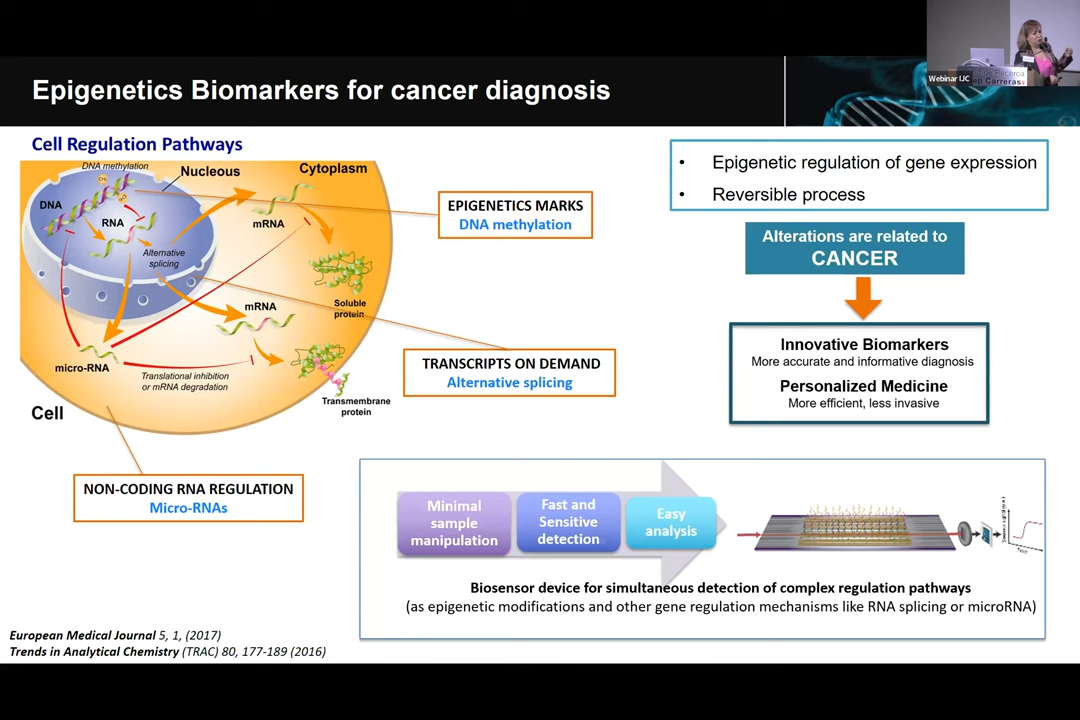 Webinar IJC
Epigenetics Biomarkers for cancer diagnosis
Cell Regulation Pathways
DNA methylation
Nucleous
Cytoplasm
DNA
RNA
mRNA
Alternative
splicing
mRNA
Soluble
protein
micro-RNA
Translational inhibition
or mRNA degradation
Transmembrane
protein
Cell
EPIGENETICS MARKS
DNA methylation
TRANSCRIPTS ON DEMAND
Alternative splicing
NON-CODING RNA REGULATION
Micro-RNAs
• Epigenetic regulation of gene expression
• Reversible process
Alterations are related to
CANCER
Innovative Biomarkers
More accurate and informative diagnosis
Personalized Medicine
More efficient, less invasive
Minimal
sample
manipulation
Fast and
Sensitive
detection
Easy
analysis
Biosensor device for simultaneous detection of complex regulation pathways
(as epigenetic modifications and other gene regulation mechanisms like RNA splicing or microRNA)
European Medical Journal 5, 1, (2017)
Trends in Analytical Chemistry (TRAC) 80, 177-189 (2016)